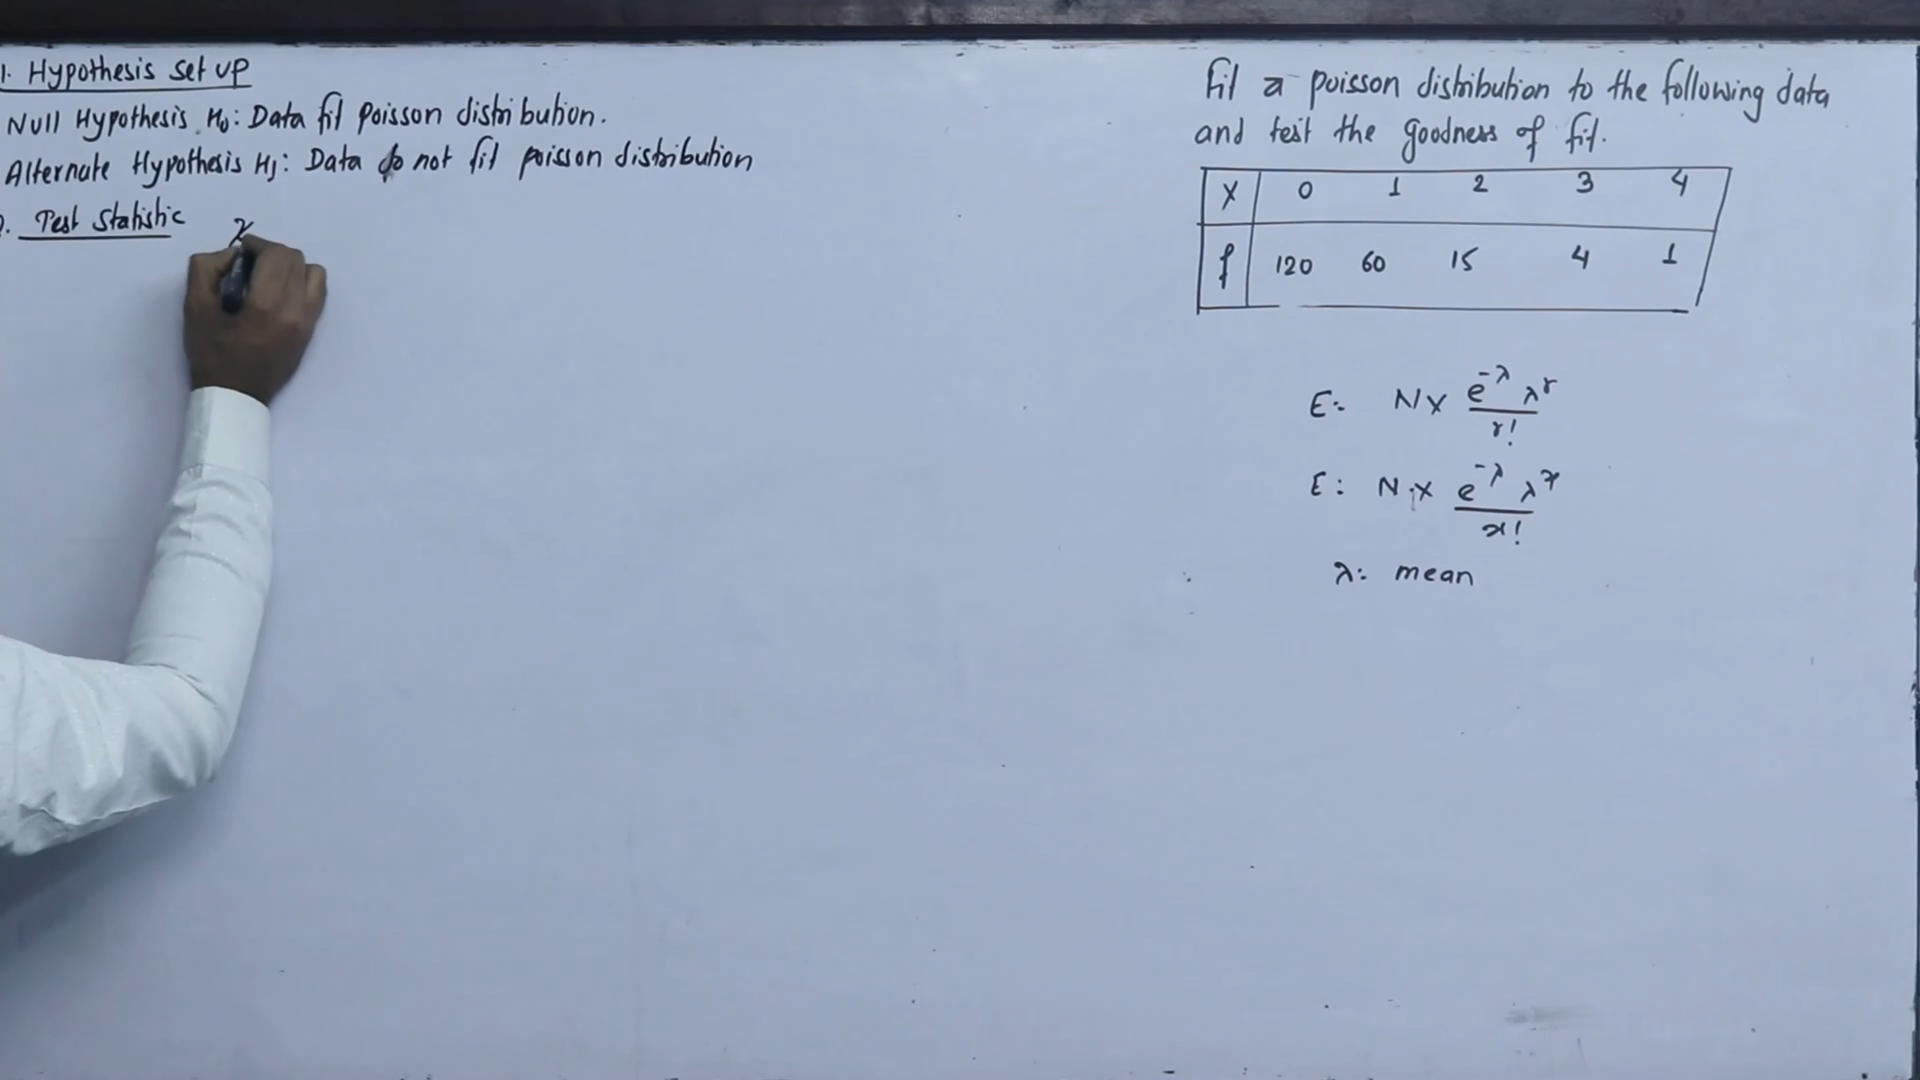 1. Hypothesis set up
Null Hypothesis H₀: Data fit poisson distribution.
Alternate Hypothesis H₁: Data do not fit poisson distribution
2. Test Statistic χ
fit a poisson distribution to the following data
and test the goodness of fit.
X 0 1 2 3 4
f 120 60 15 4 1
E= N× e^-λ λ^r / r!
E= N× e^-λ λ^x / x!
λ= mean